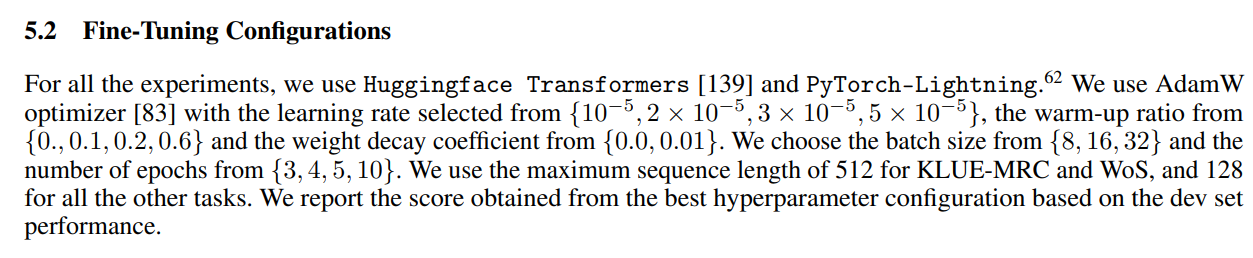 5.2 Fine-Tuning Configurations
For all the experiments, we use Huggingface Transformers [139] and PyTorch-Lightning.⁶² We use AdamW
optimizer [83] with the learning rate selected from {10⁻⁵, 2 × 10⁻⁵, 3 × 10⁻⁵, 5 × 10⁻⁵}, the warm-up ratio from
{0., 0.1, 0.2, 0.6} and the weight decay coefficient from {0.0, 0.01}. We choose the batch size from {8, 16, 32} and the
number of epochs from {3, 4, 5, 10}. We use the maximum sequence length of 512 for KLUE-MRC and WoS, and 128
for all the other tasks. We report the score obtained from the best hyperparameter configuration based on the dev set
performance.